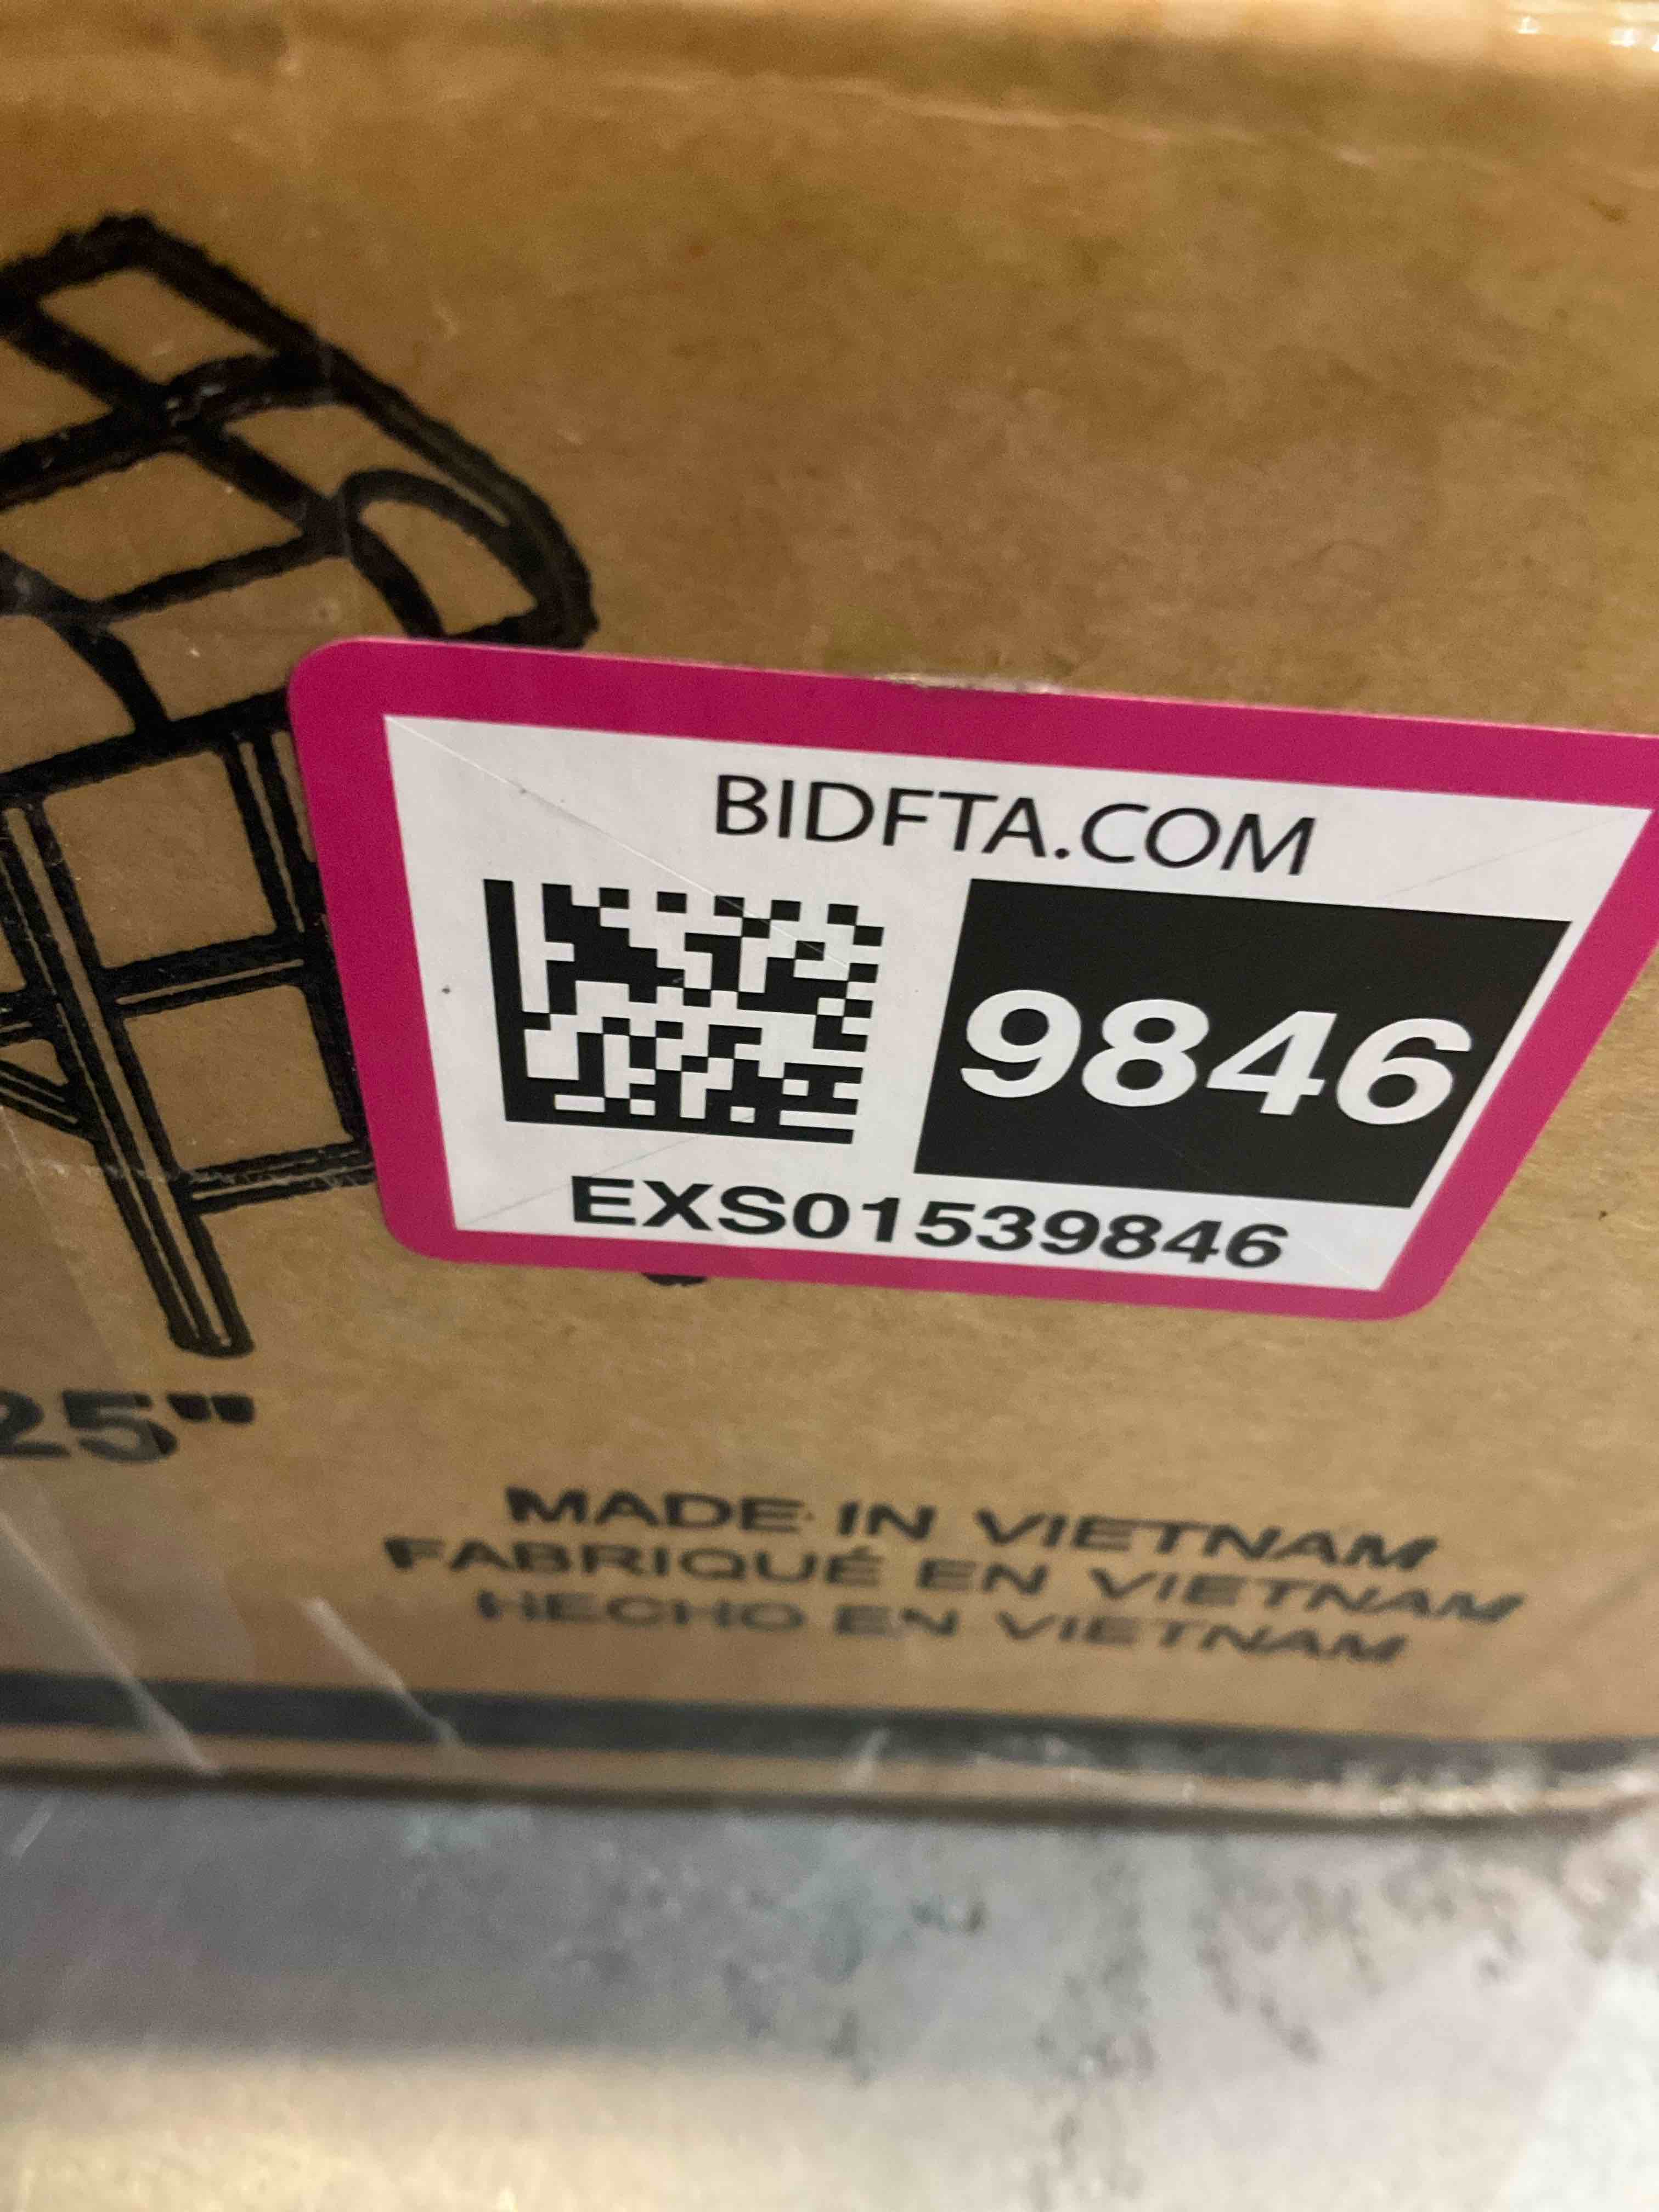 BIDFTA.COM
9846
EXS01539846
25"
MADE IN VIETNAM
FABRIQUÉ EN VIETNAM
HECHO EN VIETNAM